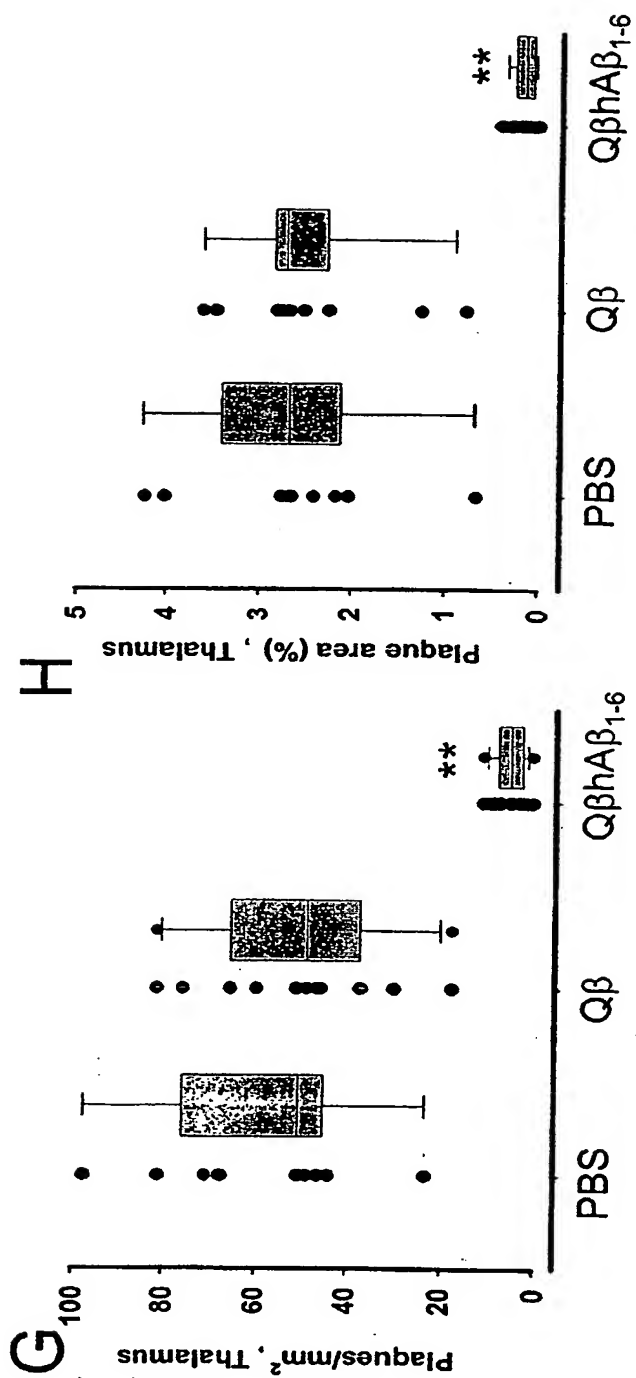 G
Plaques/mm², Thalamus
100
80
60
40
20
0
**
PBS
Qβ
QβhAβ1-6
H
Plaque area (%) , Thalamus
5
4
3
2
1
0
**
PBS
Qβ
QβhAβ1-6